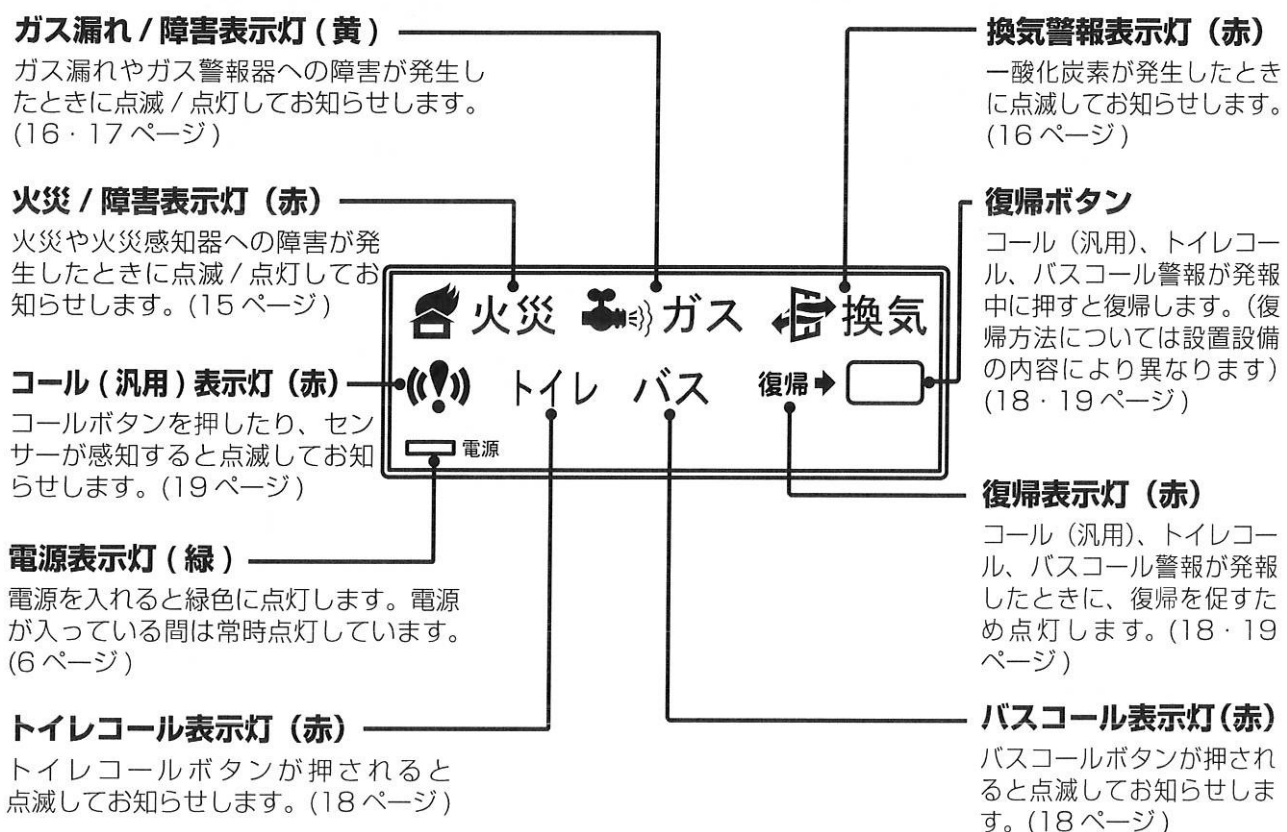 ガス漏れ / 障害表示灯 ( 黄 )
ガス漏れやガス警報器への障害が発生し
たときに点滅 / 点灯してお知らせします。
(16・17 ページ )
火災 / 障害表示灯（赤）
火災や火災感知器への障害が発
生したときに点滅 / 点灯してお
知らせします。(15 ページ )
コール ( 汎用 ) 表示灯（赤）
コールボタンを押したり、セン
サーが感知すると点滅してお知
らせします。(19 ページ )
電源表示灯 ( 緑 )
電源を入れると緑色に点灯します。電源
が入っている間は常時点灯しています。
(6 ページ )
トイレコール表示灯（赤）
トイレコールボタンが押されると
点滅してお知らせします。(18 ページ )
火災 ガス 換気
トイレ バス 復帰
電源
換気警報表示灯（赤）
一酸化炭素が発生したとき
に点滅してお知らせします。
(16 ページ )
復帰ボタン
コール（汎用）、トイレコー
ル、バスコール警報が発報
中に押すと復帰します。（復
帰方法については設置設備
の内容により異なります）
(18・19 ページ )
復帰表示灯（赤）
コール（汎用）、トイレコー
ル、バスコール警報が発報
したときに、復帰を促すた
め点灯します。(18・19
ページ )
バスコール表示灯（赤）
バスコールボタンが押され
ると点滅してお知らせしま
す。(18 ページ )